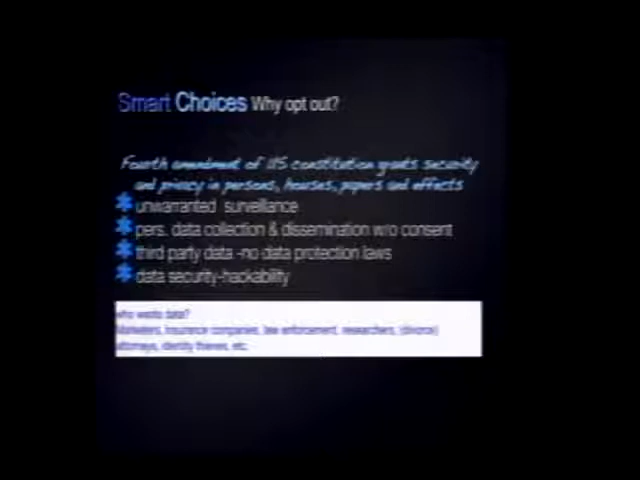 Smart Choices Why opt out?
Fourth amendment of US constitution grants security
and privacy in persons, houses, papers and effects
unwarranted surveillance
pers. data collection & dissemination w/o consent
third party data -no data protection laws
data security-hackability
who wants data?
Marketers, insurance companies, law enforcement, researchers, (divorce)
attorneys, identity thieves, etc.